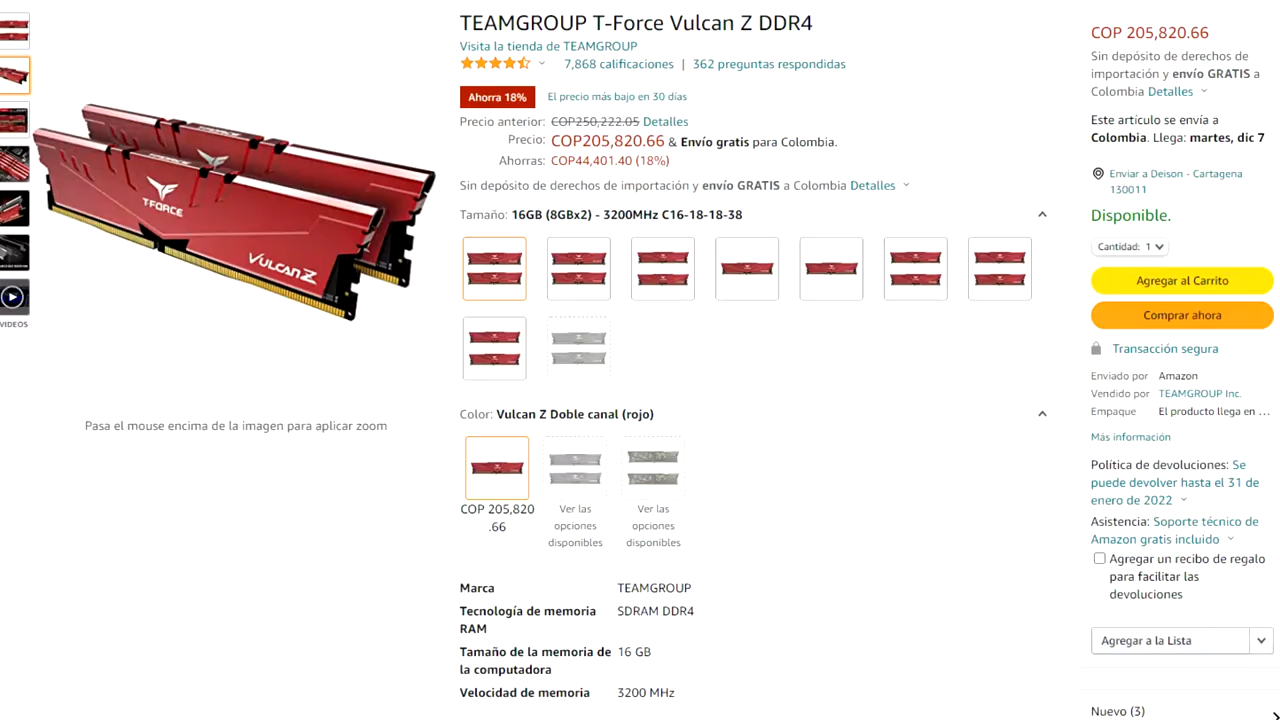 TEAMGROUP T-Force Vulcan Z DDR4
Visita la tienda de TEAMGROUP
7,868 calificaciones | 362 preguntas respondidas
Ahorra 18% El precio más bajo en 30 días
Precio anterior: COP250,222.05 Detalles
Precio: COP205,820.66 & Envío gratis para Colombia.
Ahorras: COP44,401.40 (18%)
Sin depósito de derechos de importación y envío GRATIS a Colombia Detalles
Tamaño: 16GB (8GBx2) - 3200MHz C16-18-18-38
T-FORCE
VULCAN Z
VIDEOS
Pasa el mouse encima de la imagen para aplicar zoom
Color: Vulcan Z Doble canal (rojo)
COP 205,820
.66
Ver las
opciones
disponibles
Ver las
opciones
disponibles
Marca TEAMGROUP
Tecnología de memoria SDRAM DDR4
RAM
Tamaño de la memoria de 16 GB
la computadora
Velocidad de memoria 3200 MHz
COP 205,820.66
Sin depósito de derechos de
importación y envío GRATIS a
Colombia Detalles
Este artículo se envía a
Colombia. Llega: martes, dic 7
Enviar a Deison - Cartagena
130011
Disponible.
Cantidad: 1
Agregar al Carrito
Comprar ahora
Transacción segura
Enviado por Amazon
Vendido por TEAMGROUP Inc.
Empaque El producto llega en ...
Más información
Política de devoluciones: Se
puede devolver hasta el 31 de
enero de 2022
Asistencia: Soporte técnico de
Amazon gratis incluido
Agregar un recibo de regalo
para facilitar las
devoluciones
Agregar a la Lista
Nuevo (3)